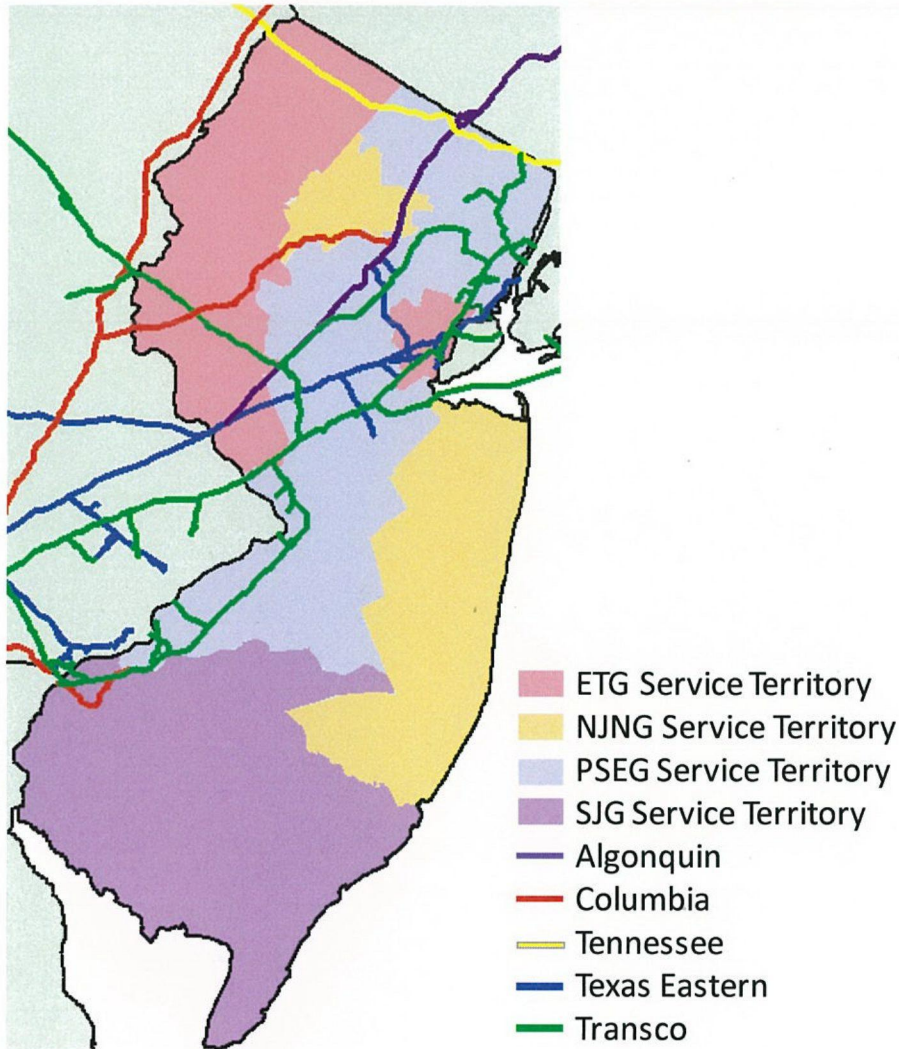 ETG Service Territory
NJNG Service Territory
PSEG Service Territory
SJG Service Territory
Algonquin
Columbia
Tennessee
Texas Eastern
Transco